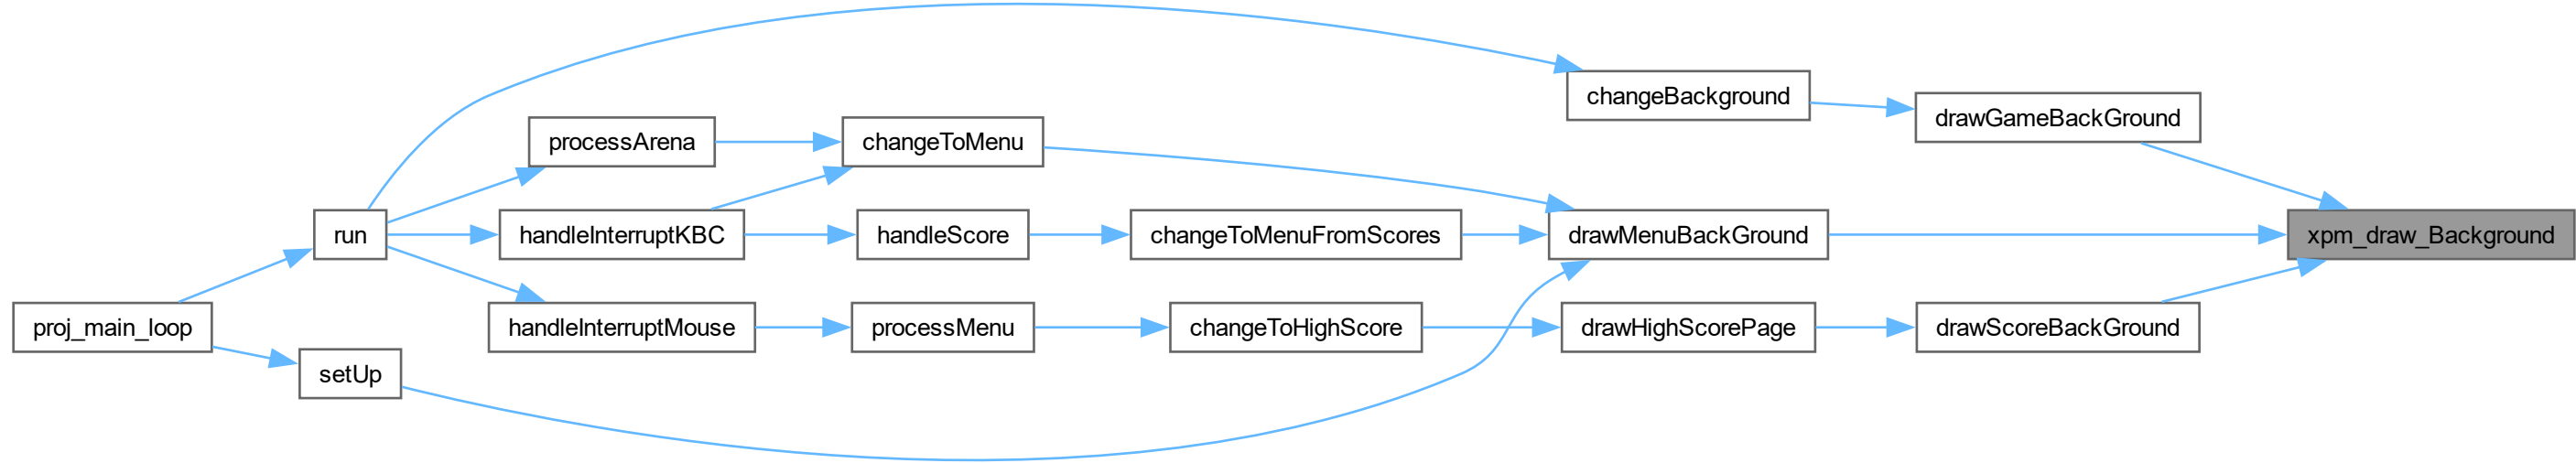 changeBackground
drawGameBackGround
processArena
changeToMenu
run
handleInterruptKBC
handleScore
changeToMenuFromScores
drawMenuBackGround
xpm_draw_Background
proj_main_loop
handleInterruptMouse
processMenu
changeToHighScore
drawHighScorePage
drawScoreBackGround
setUp